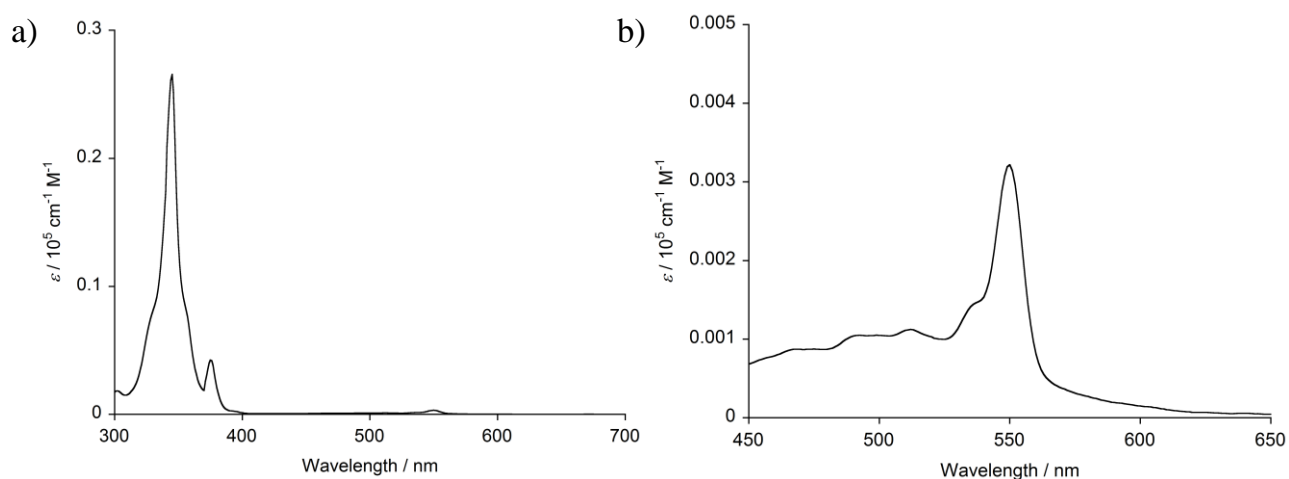 a)
0.3
0.2
0.1
0
ε / 10⁵ cm⁻¹ M⁻¹
300 400 500 600 700
Wavelength / nm
b)
0.005
0.004
0.003
0.002
0.001
0
ε / 10⁵ cm⁻¹ M⁻¹
450 500 550 600 650
Wavelength / nm